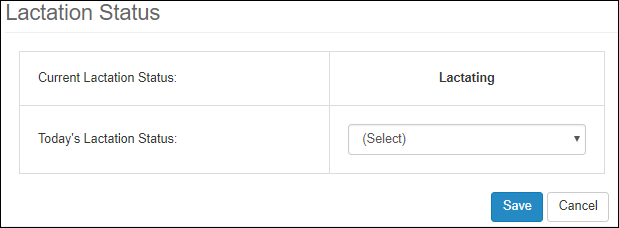 Lactation Status
Current Lactation Status: Lactating
Today's Lactation Status: (Select)
Save Cancel